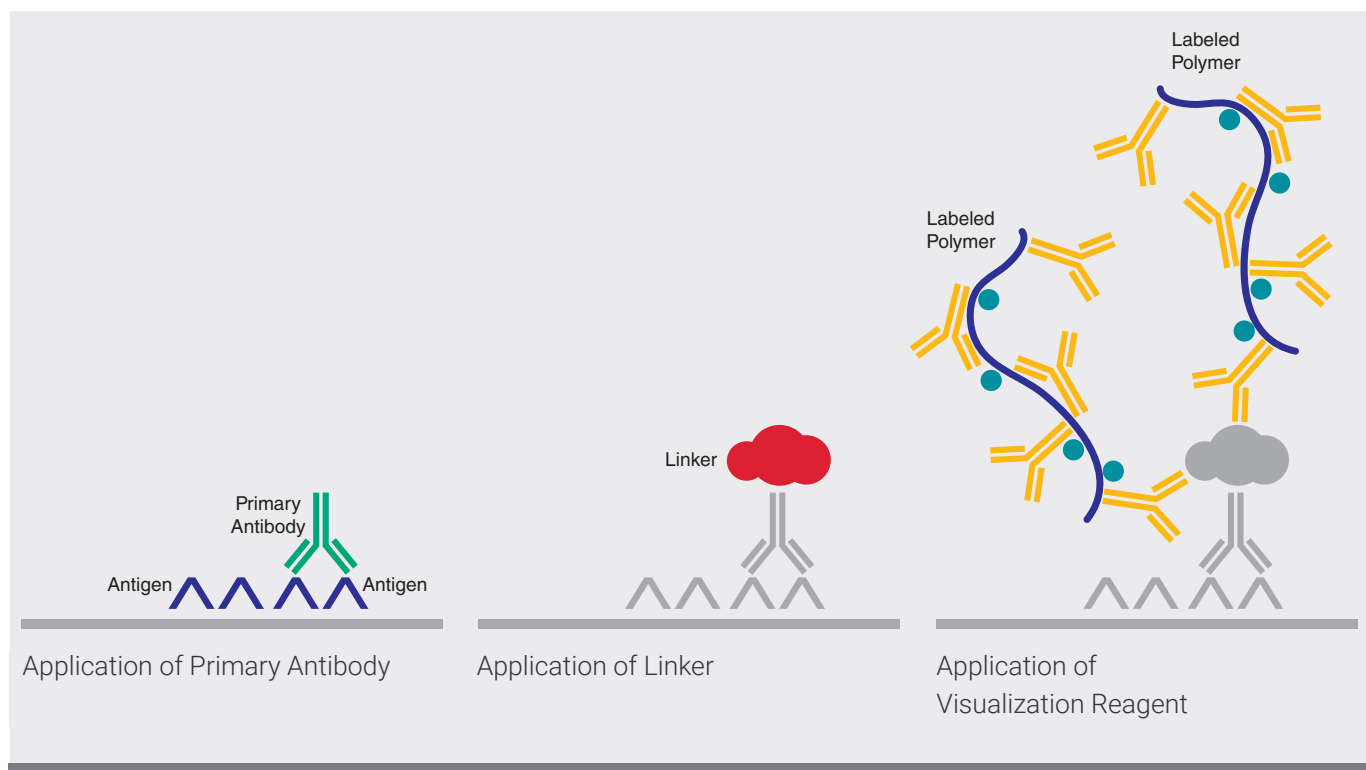 Labeled
Polymer
Labeled
Polymer
Linker
Primary
Antibody
Antigen
Antigen
Application of Primary Antibody
Application of Linker
Application of
Visualization Reagent